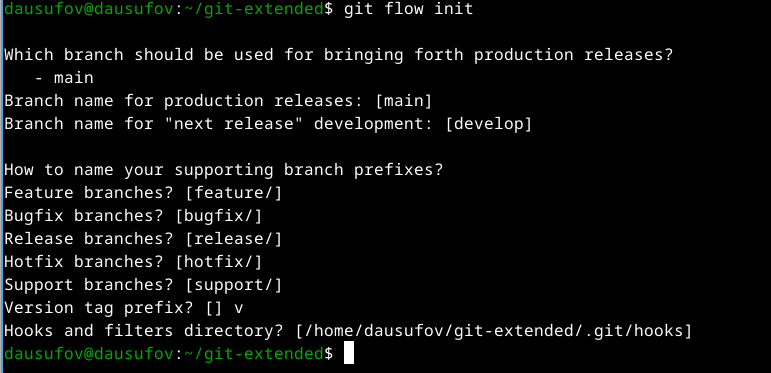 dausufov@dausufov:~/git-extended$ git flow init
Which branch should be used for bringing forth production releases?
   - main
Branch name for production releases: [main]
Branch name for "next release" development: [develop]
How to name your supporting branch prefixes?
Feature branches? [feature/]
Bugfix branches? [bugfix/]
Release branches? [release/]
Hotfix branches? [hotfix/]
Support branches? [support/]
Version tag prefix? [] v
Hooks and filters directory? [/home/dausufov/git-extended/.git/hooks]
dausufov@dausufov:~/git-extended$